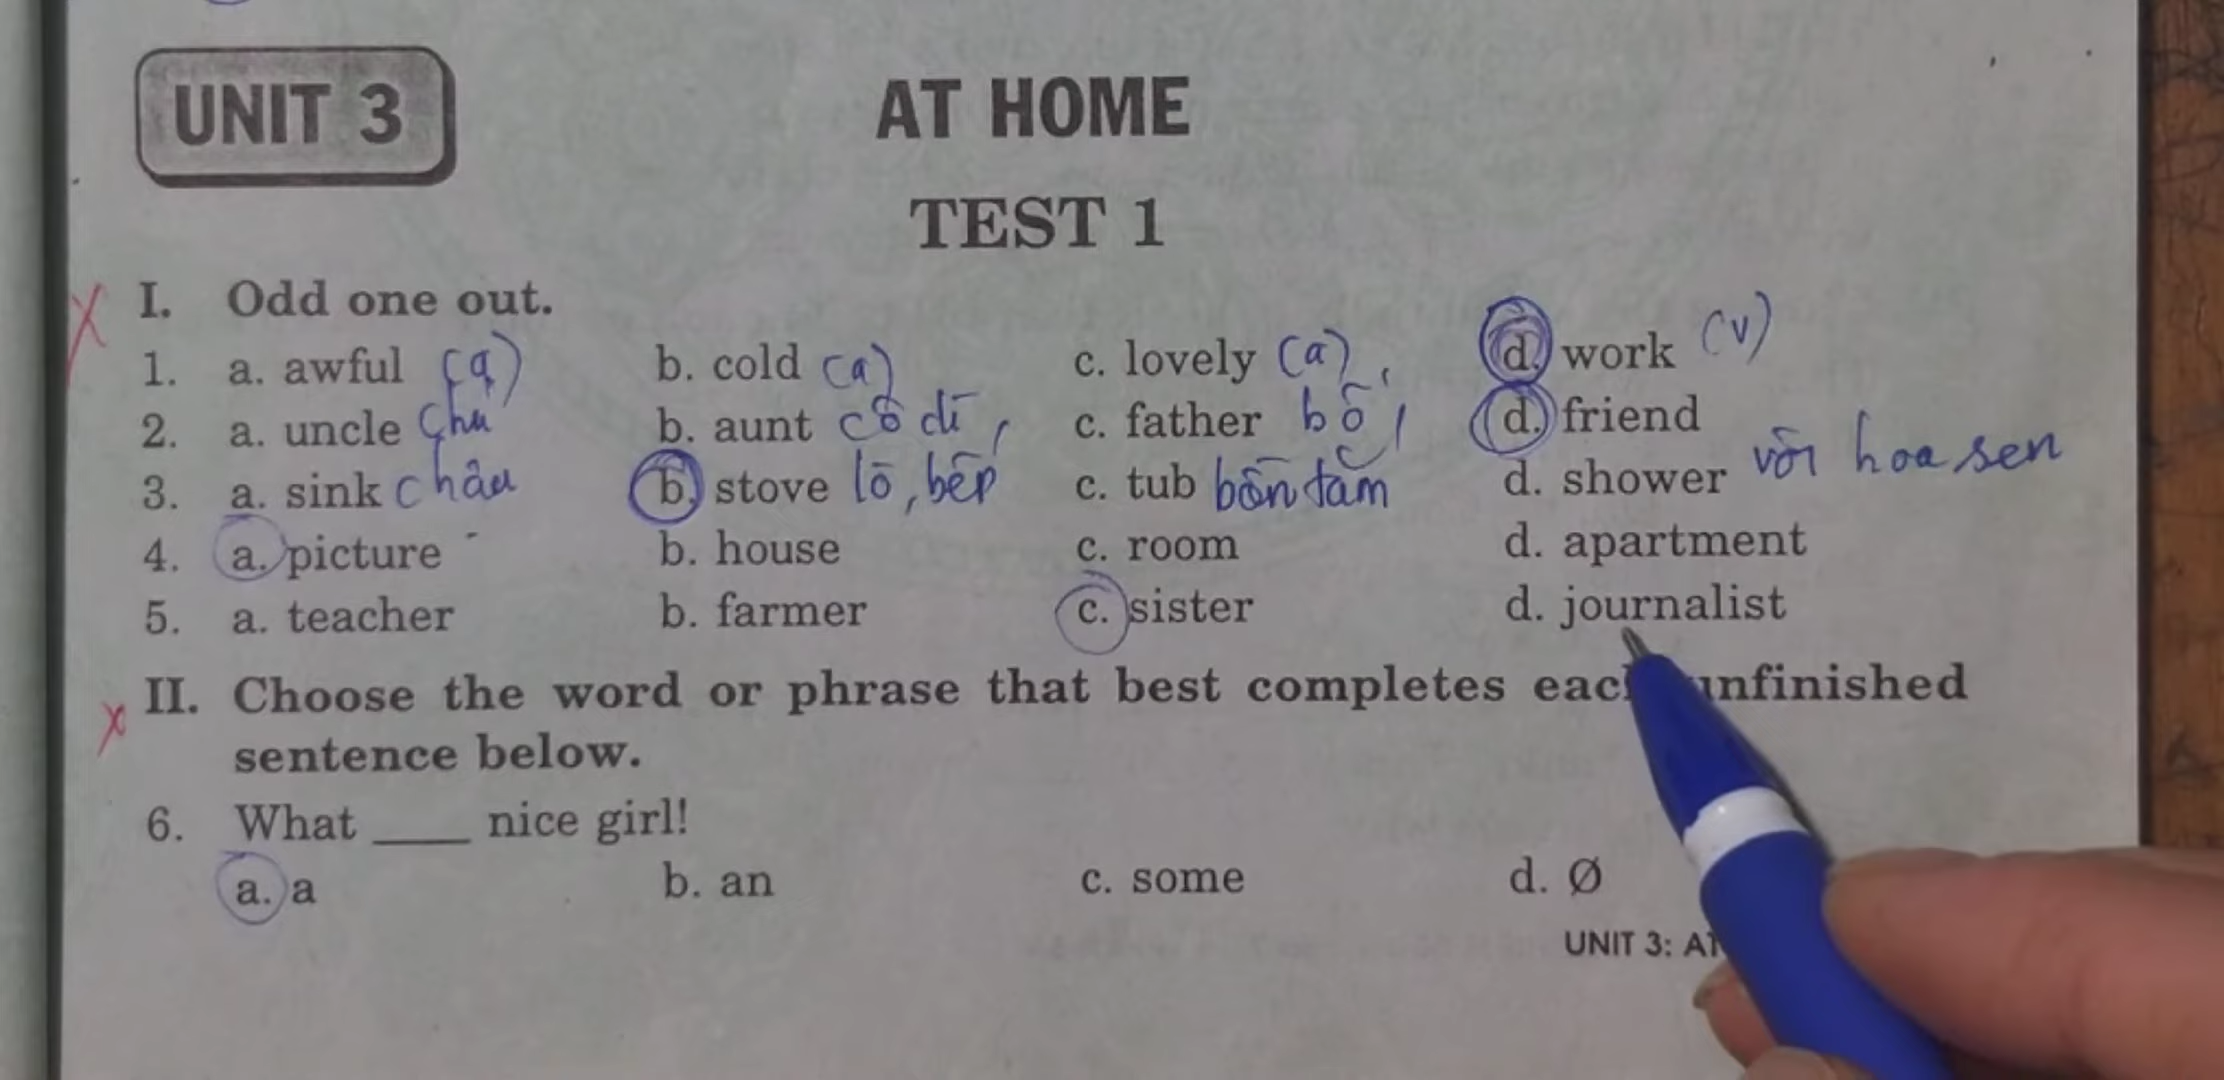 UNIT 3
AT HOME
TEST 1
I. Odd one out.
1. a. awful (a) b. cold (a) c. lovely (a) d. work (v)
2. a. uncle chú b. aunt cô dì c. father bố d. friend
3. a. sink chậu b. stove lò, bếp c. tub bồn tắm d. shower vòi hoa sen
4. a. picture b. house c. room d. apartment
5. a. teacher b. farmer c. sister d. journalist
II. Choose the word or phrase that best completes each unfinished
sentence below.
6. What ____ nice girl!
a. a b. an c. some d. Ø
UNIT 3: AT